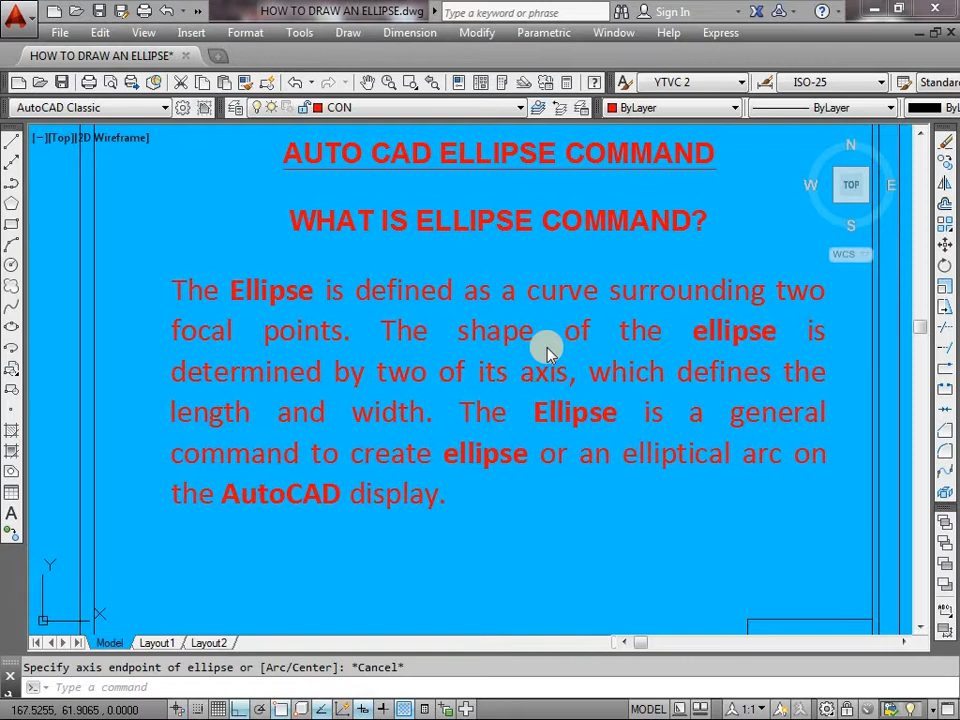 HOW TO DRAW AN ELLIPSE.dwg
Type a keyword or phrase
Sign In
File Edit View Insert Format Tools Draw Dimension Modify Parametric Window Help Express
HOW TO DRAW AN ELLIPSE*
YTVC 2
ISO-25
Standard
AutoCAD Classic
CON
ByLayer
ByLayer
[−][Top][2D Wireframe]
AUTO CAD ELLIPSE COMMAND
WHAT IS ELLIPSE COMMAND?
The Ellipse is defined as a curve surrounding two
focal points. The shape of the ellipse is
determined by two of its axis, which defines the
length and width. The Ellipse is a general
command to create ellipse or an elliptical arc on
the AutoCAD display.
N
W TOP E
S
WCS
Y
X
Model Layout1 Layout2
Specify axis endpoint of ellipse or [Arc/Center]: *Cancel*
Type a command
167.5255, 61.9065, 0.0000
MODEL
1:1